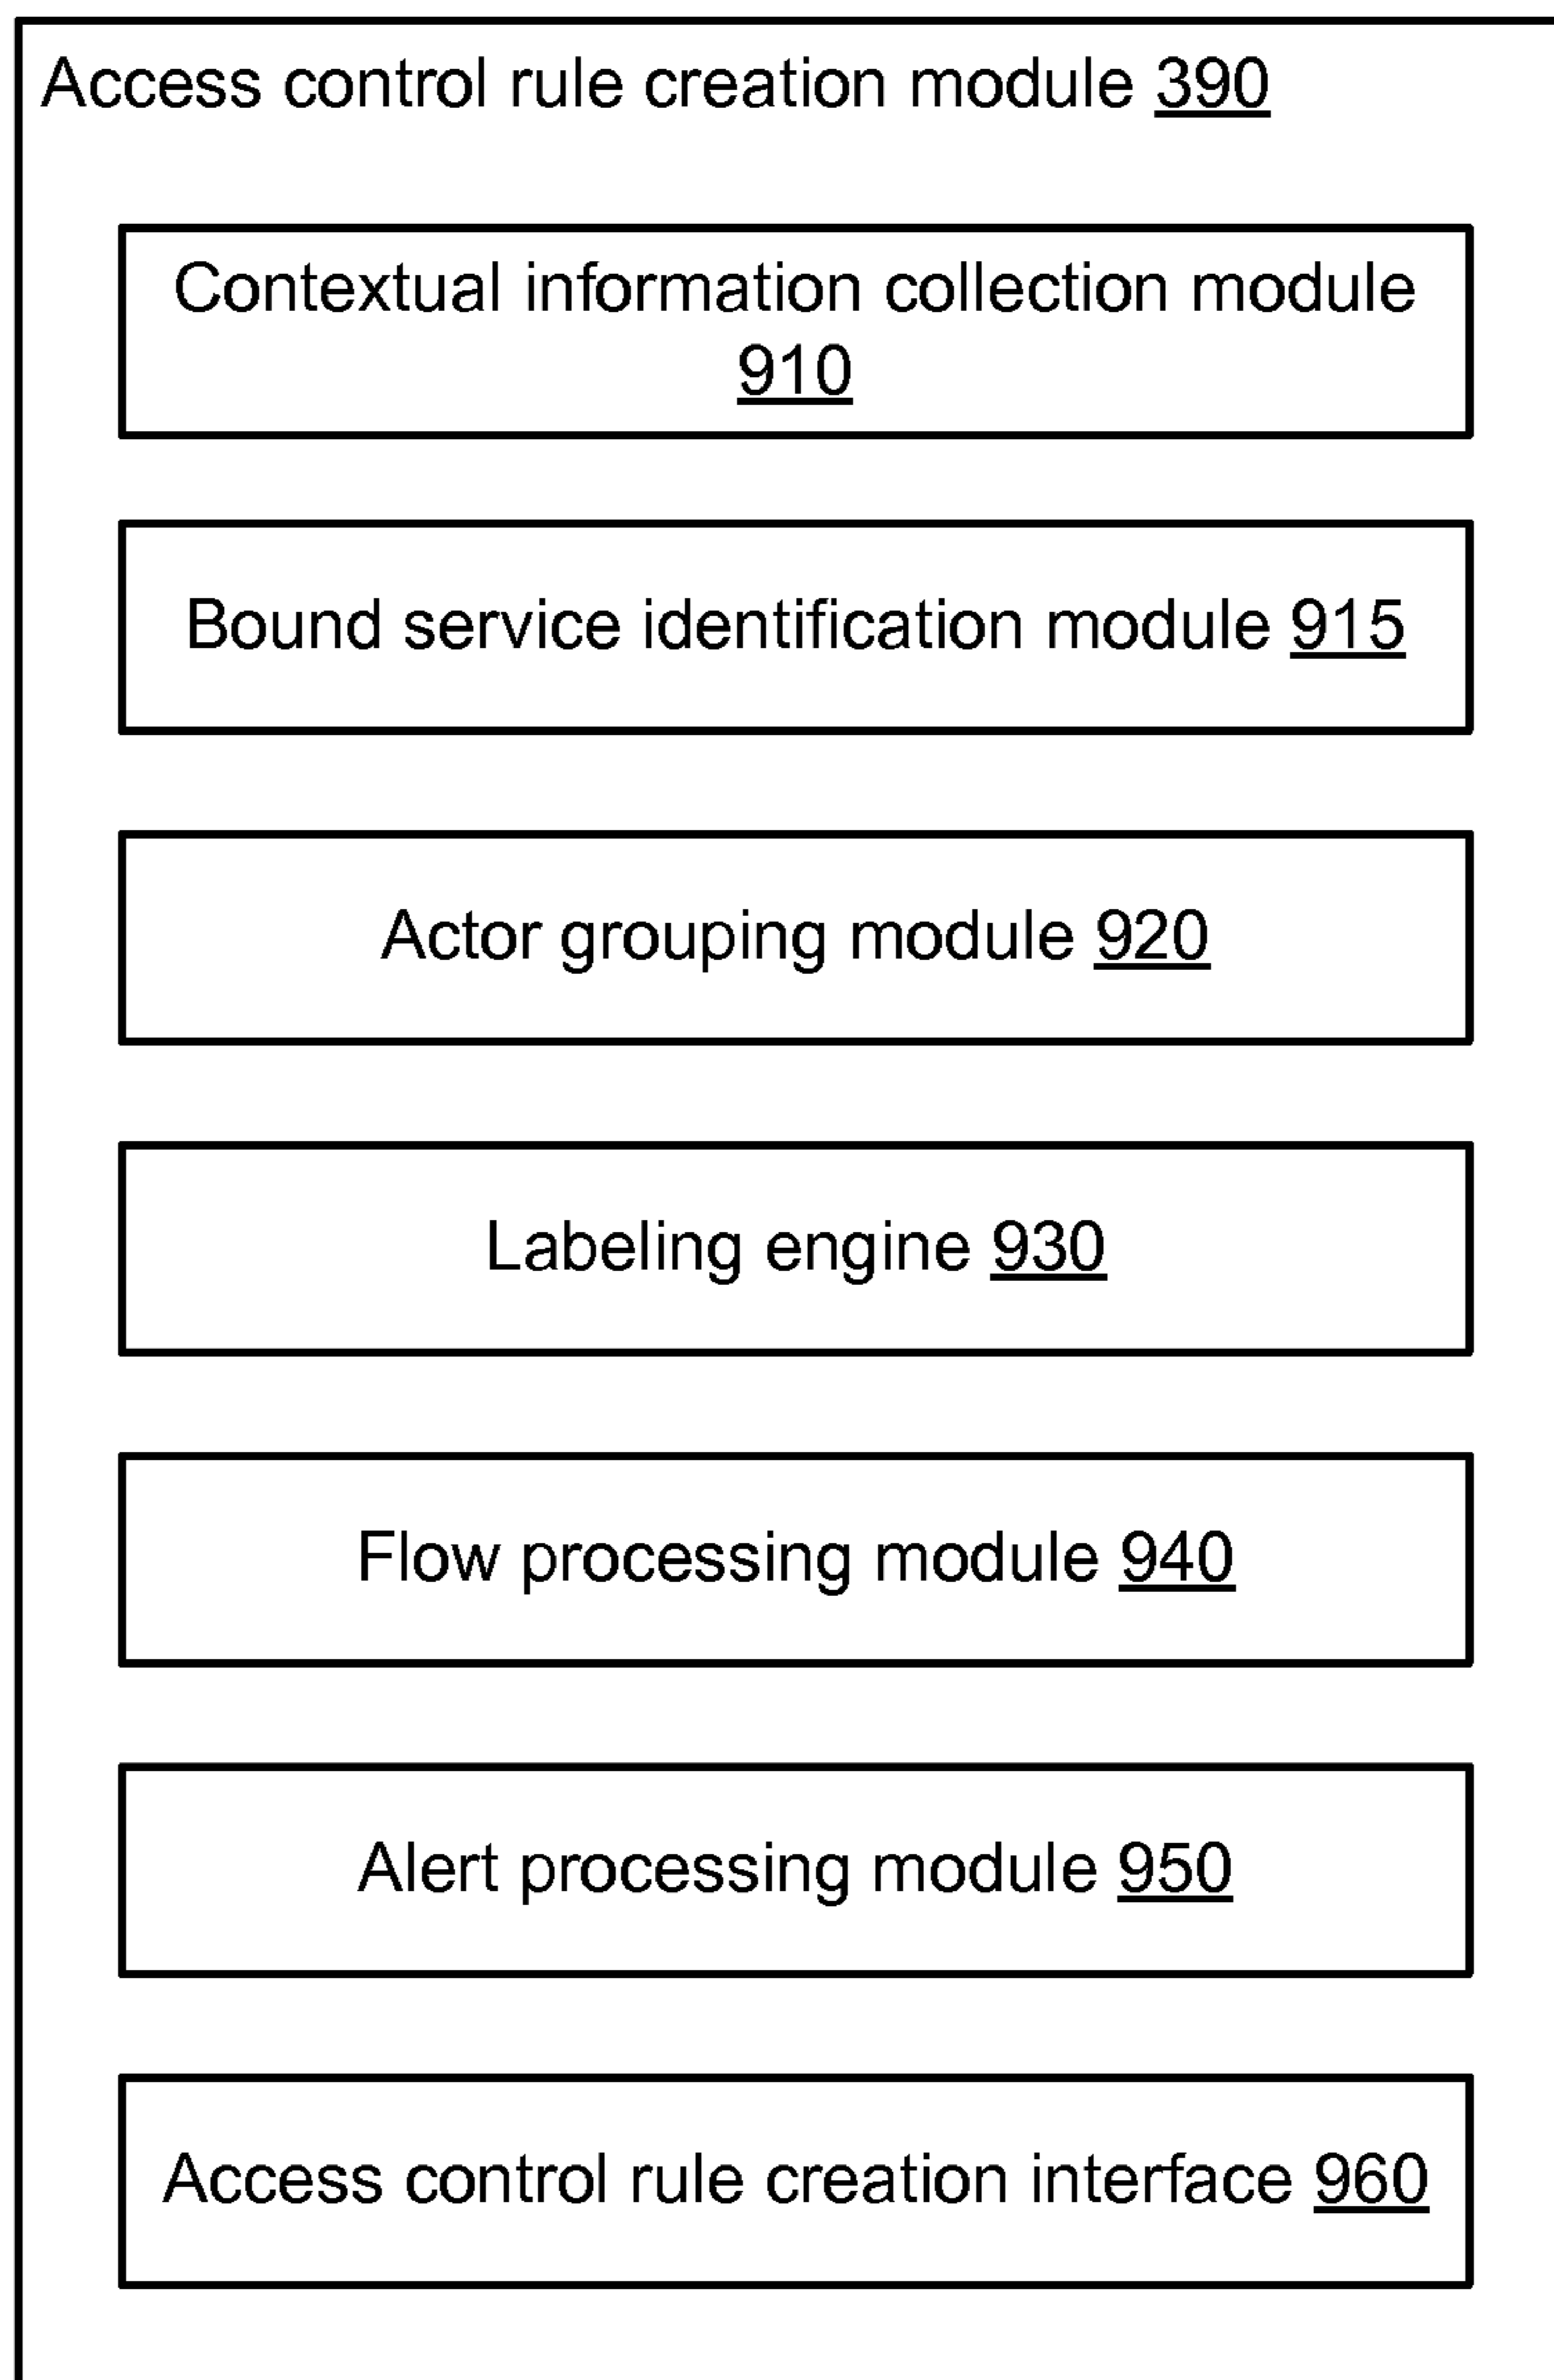 Access control rule creation module 390
Contextual information collection module
910
Bound service identification module 915
Actor grouping module 920
Labeling engine 930
Flow processing module 940
Alert processing module 950
Access control rule creation interface 960